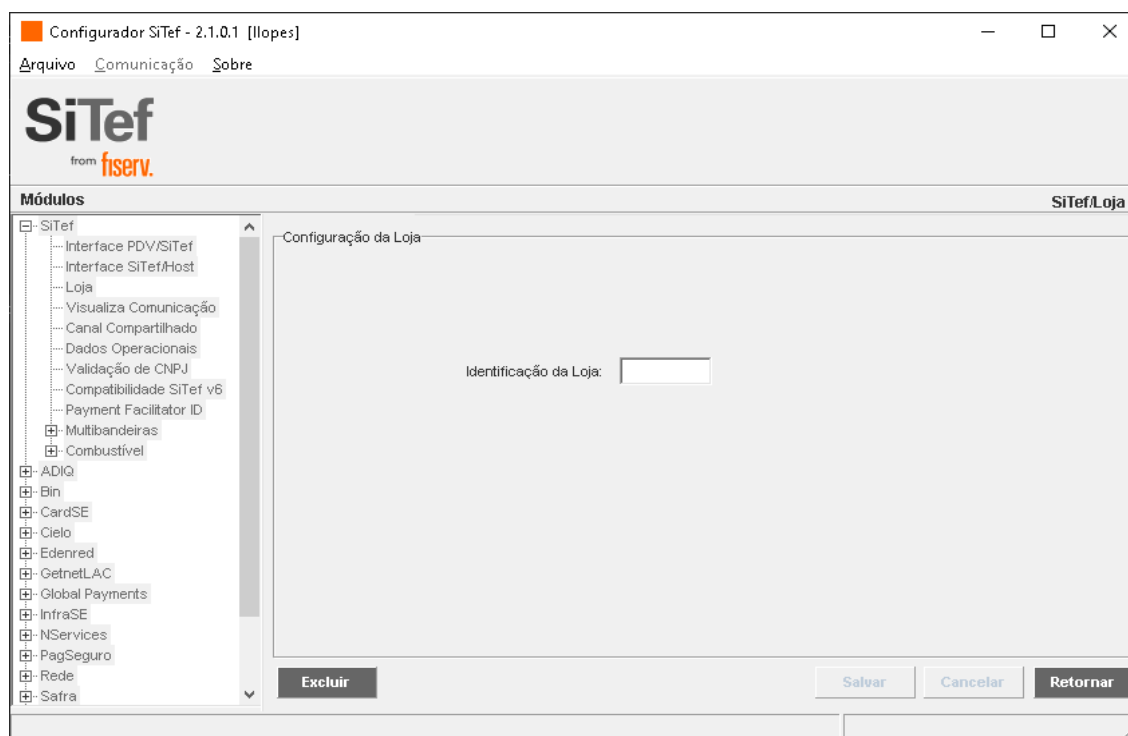 Configurador SiTef - 2.1.0.1 [llopes]
Arquivo Comunicação Sobre
SiTef
from fiserv.
Módulos
SiTef/Loja
SiTef
Interface PDV/SiTef
Interface SiTef/Host
Loja
Visualiza Comunicação
Canal Compartilhado
Dados Operacionais
Validação de CNPJ
Compatibilidade SiTef v6
Payment Facilitator ID
Multibandeiras
Combustível
ADIQ
Bin
CardSE
Cielo
Edenred
GetnetLAC
Global Payments
InfraSE
NServices
PagSeguro
Rede
Safra
Configuração da Loja
Identificação da Loja:
Excluir Salvar Cancelar Retornar